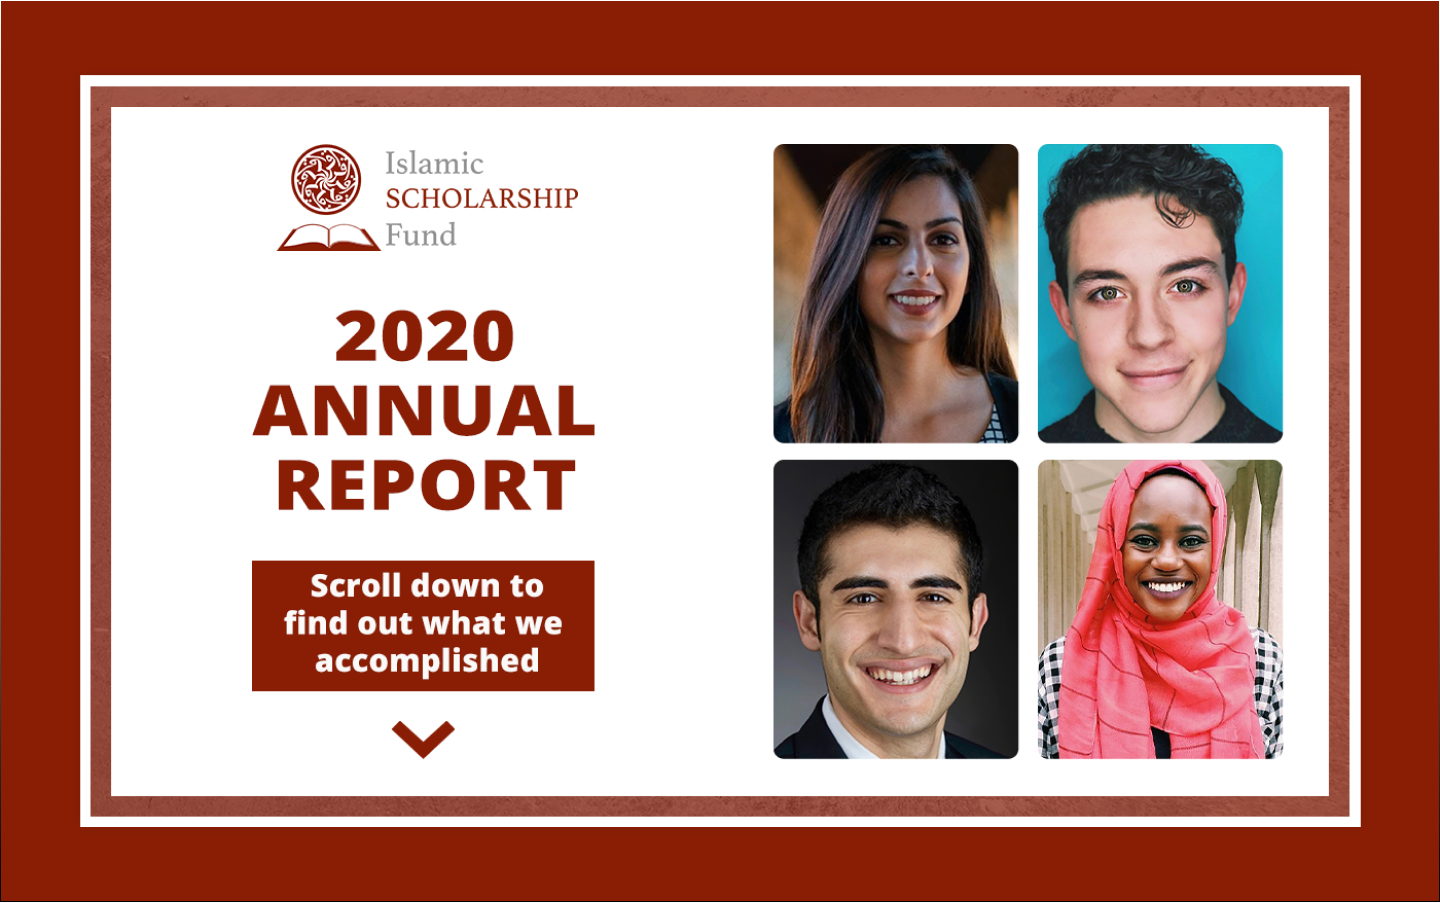 Islamic
SCHOLARSHIP
Fund
2020
ANNUAL
REPORT
Scroll down to
find out what we
accomplished